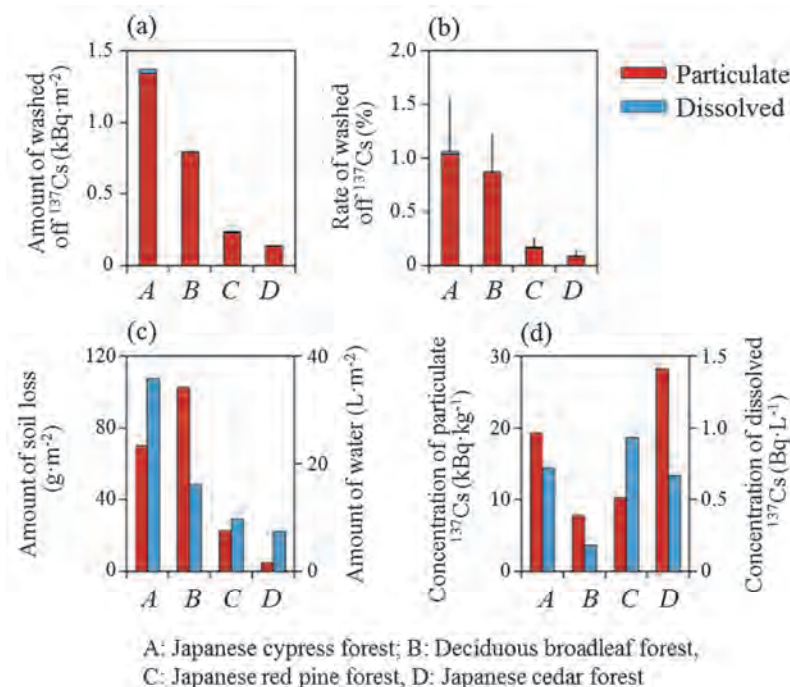 (a)
Amount of washed
off ¹³⁷Cs (kBq·m⁻²)
1.5
1.0
0.5
0
A B C D
(b)
Rate of washed
off ¹³⁷Cs (%)
2.0
1.5
1.0
0.5
0
A B C D
Particulate
Dissolved
(c)
Amount of soil loss
(g·m⁻²)
120
80
40
0
A B C D
40
20
0
Amount of water (L·m⁻²)
(d)
Concentration of particulate
¹³⁷Cs (kBq·kg⁻¹)
30
20
10
0
A B C D
1.5
1.0
0.5
0
Concentration of dissolved
¹³⁷Cs (Bq·L⁻¹)
A: Japanese cypress forest; B: Deciduous broadleaf forest,
C: Japanese red pine forest, D: Japanese cedar forest